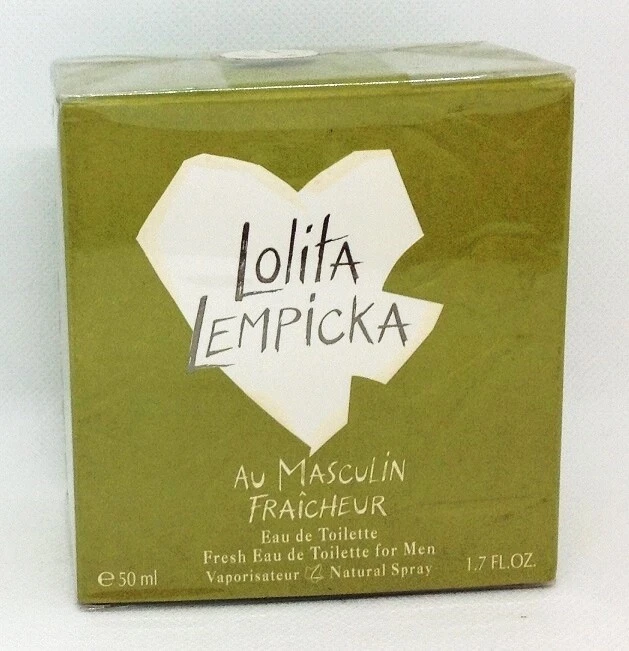 Lolita
Lempicka
Au Masculin
Fraîcheur
Eau de Toilette
Fresh Eau de Toilette for Men
Vaporisateur Natural Spray
℮ 50 ml
1.7 FL.OZ.